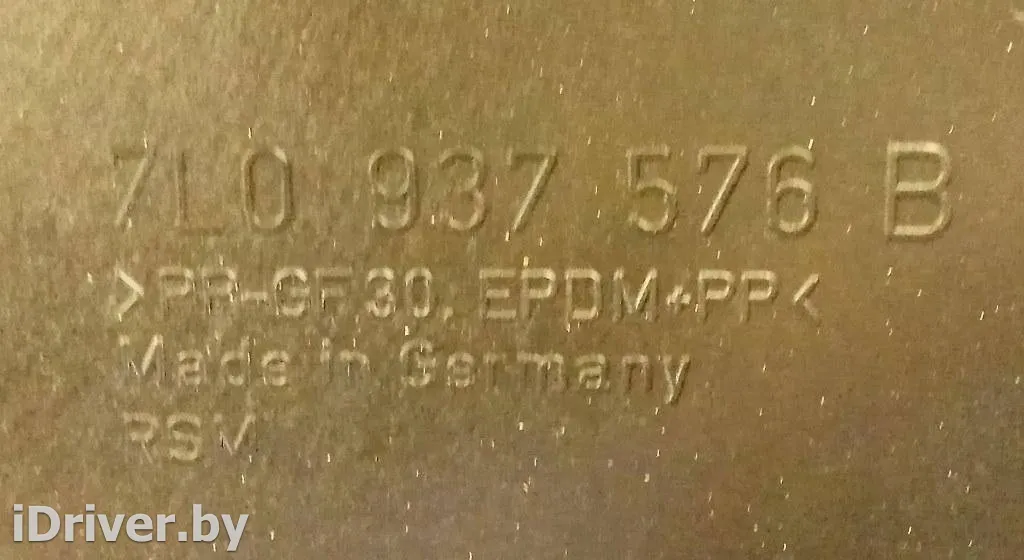 7L0 937 576 B
>PP-GF30, EPDM+PP<
Made in Germany
RSM
iDriver.by